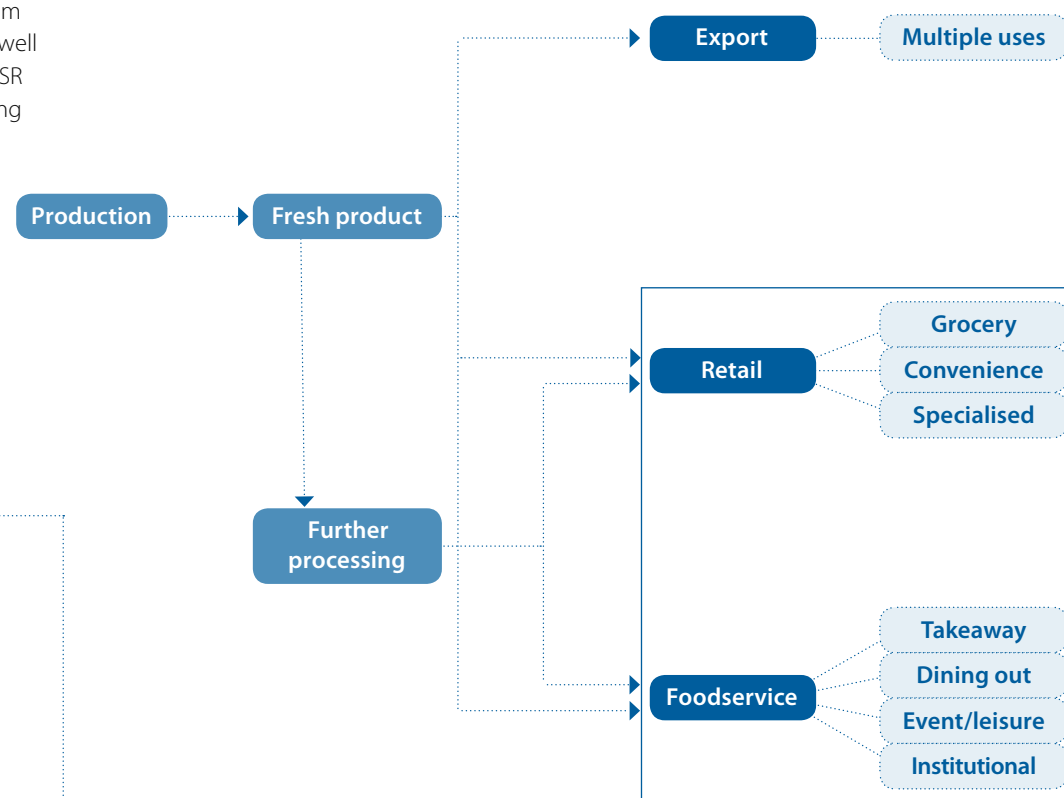 well
Export
Multiple uses
Production
Fresh product
Grocery
Retail
Convenience
Specialised
Further
processing
Takeaway
Dining out
Foodservice
Event/leisure
Institutional